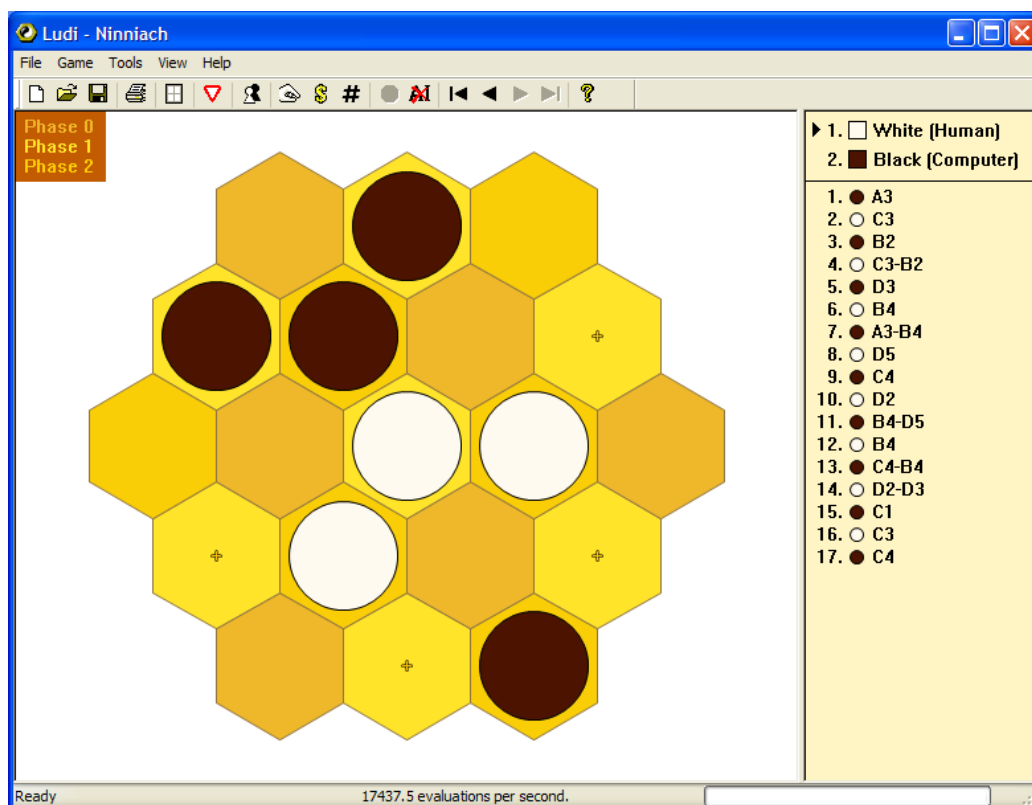 Ludi - Ninniach
File Game Tools View Help
$ # AI ?
Phase 0
Phase 1
Phase 2
1. White (Human)
2. Black (Computer)
1. A3
2. C3
3. B2
4. C3-B2
5. D3
6. B4
7. A3-B4
8. D5
9. C4
10. D2
11. B4-D5
12. B4
13. C4-B4
14. D2-D3
15. C1
16. C3
17. C4
Ready 17437.5 evaluations per second.